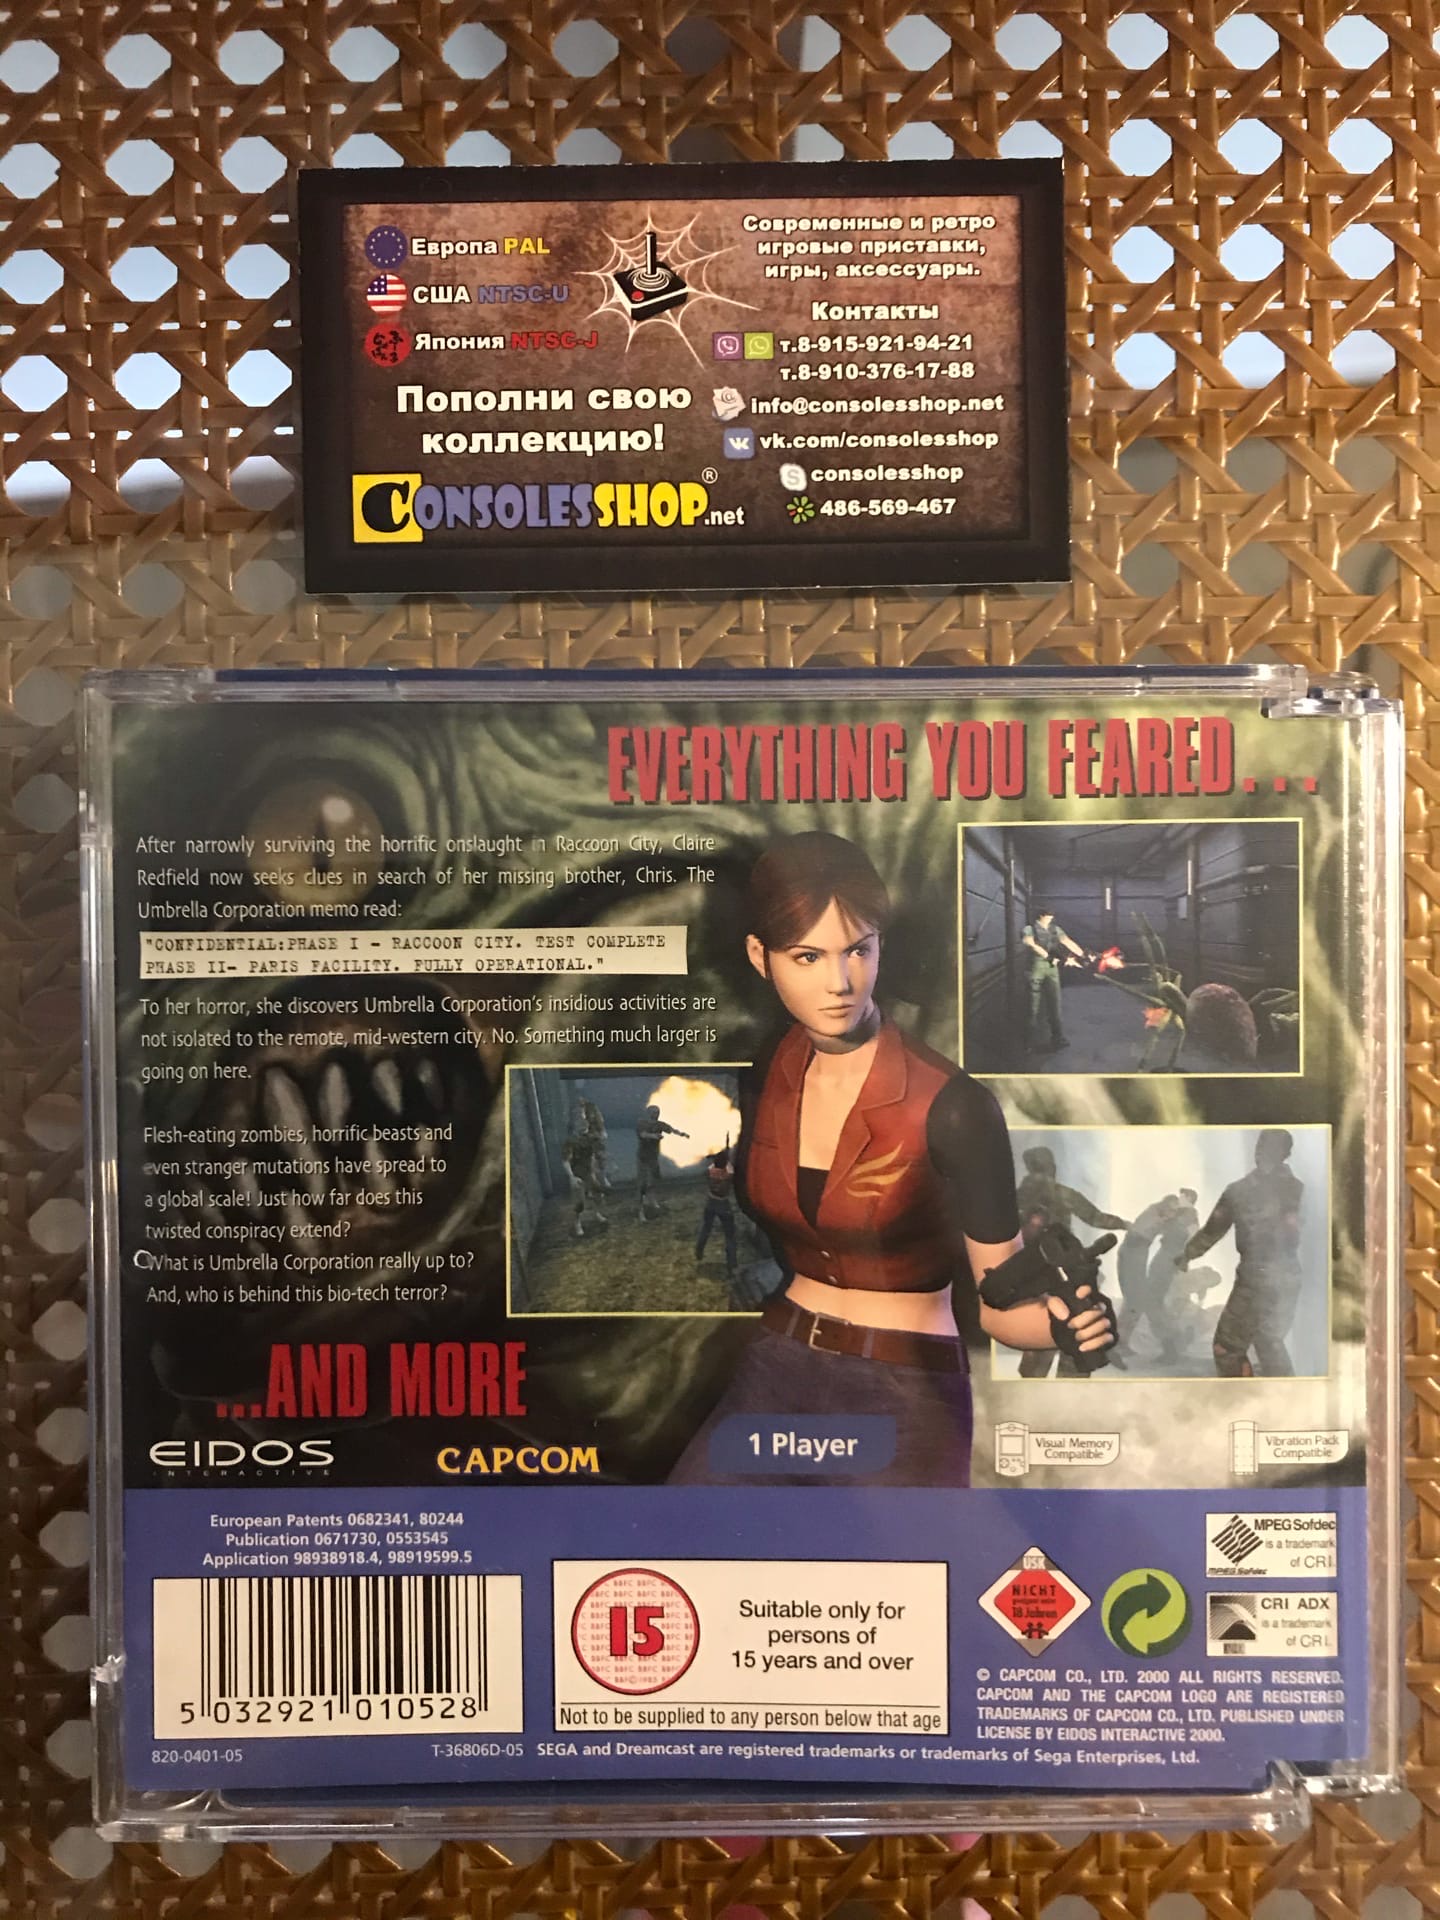 Европа PAL
США NTSC-U
Япония NTSC-J
Пополни свою
коллекцию!
CONSOLESSHOP.net
®
Современные и ретро
игровые приставки,
игры, аксессуары.
Контакты
т.8-915-921-94-21
т.8-910-376-17-88
info@consolesshop.net
vk.com/consolesshop
consolesshop
486-569-467
EVERYTHING YOU FEARED...
After narrowly surviving the horrific onslaught in Raccoon City, Claire
Redfield now seeks clues in search of her missing brother, Chris. The
Umbrella Corporation memo read:
"CONFIDENTIAL:PHASE I - RACCOON CITY. TEST COMPLETE
PHASE II- PARIS FACILITY. FULLY OPERATIONAL."
To her horror, she discovers Umbrella Corporation's insidious activities are
not isolated to the remote, mid-western city. No. Something much larger is
going on here.
Flesh-eating zombies, horrific beasts and
even stranger mutations have spread to
a global scale! Just how far does this
twisted conspiracy extend?
What is Umbrella Corporation really up to?
And, who is behind this bio-tech terror?
...AND MORE
EIDOS
INTERACTIVE
CAPCOM
1 Player
Visual Memory
Compatible
Vibration Pack
Compatible
European Patents 0682341, 80244
Publication 0671730, 0553545
Application 98938918.4, 98919599.5
5 032921 010528
820-0401-05
T-36806D-05
15
Suitable only for
persons of
15 years and over
Not to be supplied to any person below that age
USK
NICHT
geeignet unter
18 Jahren
MPEG Sofdec
is a trademark
of CRI.
MPEG Sofdec
CRI ADX
is a trademark
of CRI.
© CAPCOM CO., LTD. 2000 ALL RIGHTS RESERVED.
CAPCOM AND THE CAPCOM LOGO ARE REGISTERED
TRADEMARKS OF CAPCOM CO., LTD. PUBLISHED UNDER
LICENSE BY EIDOS INTERACTIVE 2000.
SEGA and Dreamcast are registered trademarks or trademarks of Sega Enterprises, Ltd.